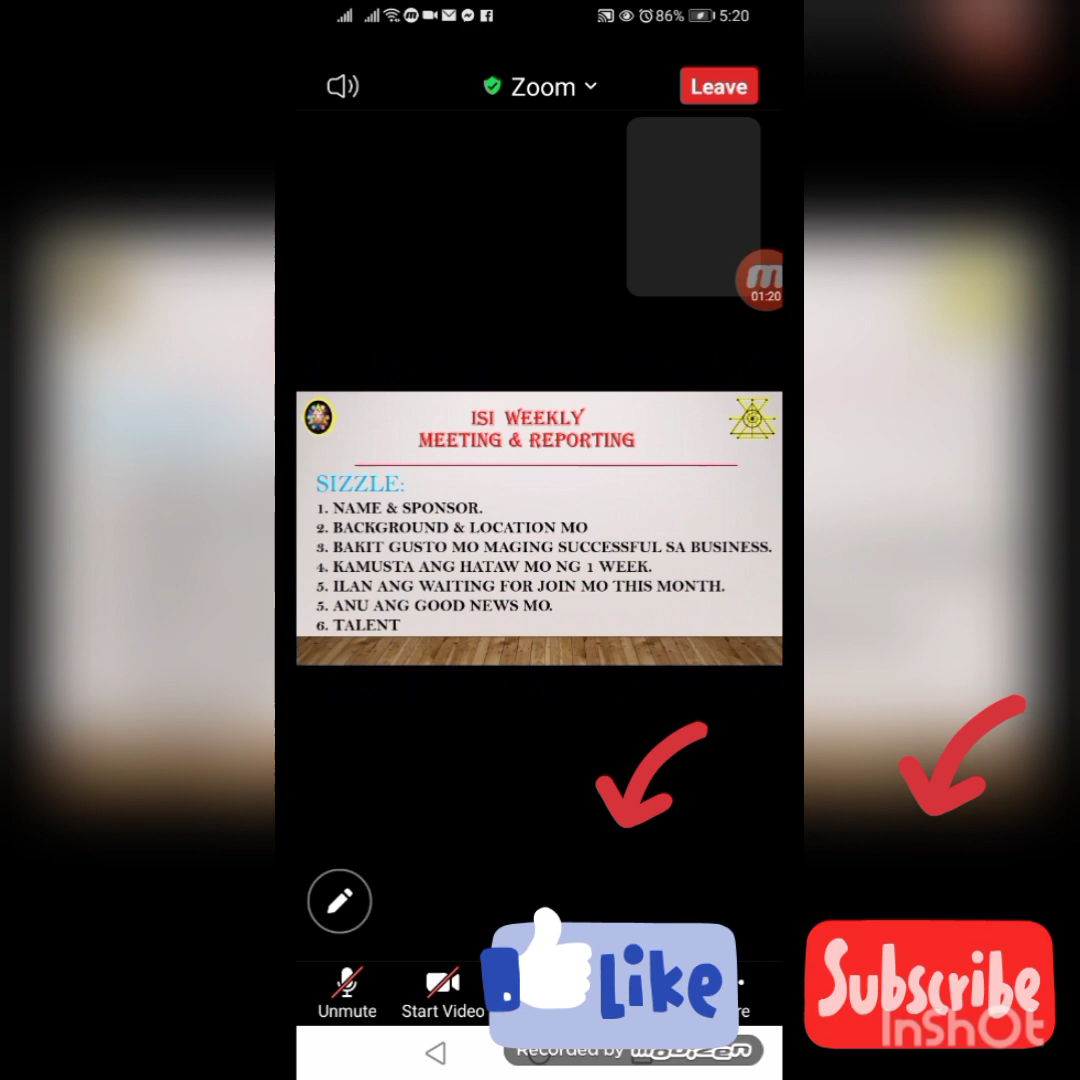 86% 5:20
Zoom
Leave
01:20
ISI WEEKLY
MEETING & REPORTING
SIZZLE:
1. NAME & SPONSOR.
2. BACKGROUND & LOCATION MO
3. BAKIT GUSTO MO MAGING SUCCESSFUL SA BUSINESS.
4. KAMUSTA ANG HATAW MO NG 1 WEEK.
5. ILAN ANG WAITING FOR JOIN MO THIS MONTH.
5. ANU ANG GOOD NEWS MO.
6. TALENT
Like
Subscribe
InShOt
Unmute
Start Video
Recorded by